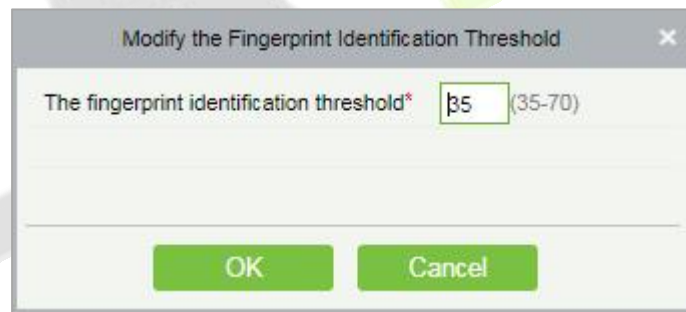 Modify the Fingerprint Identification Threshold ×
The fingerprint identification threshold* 35 (35-70)
OK Cancel